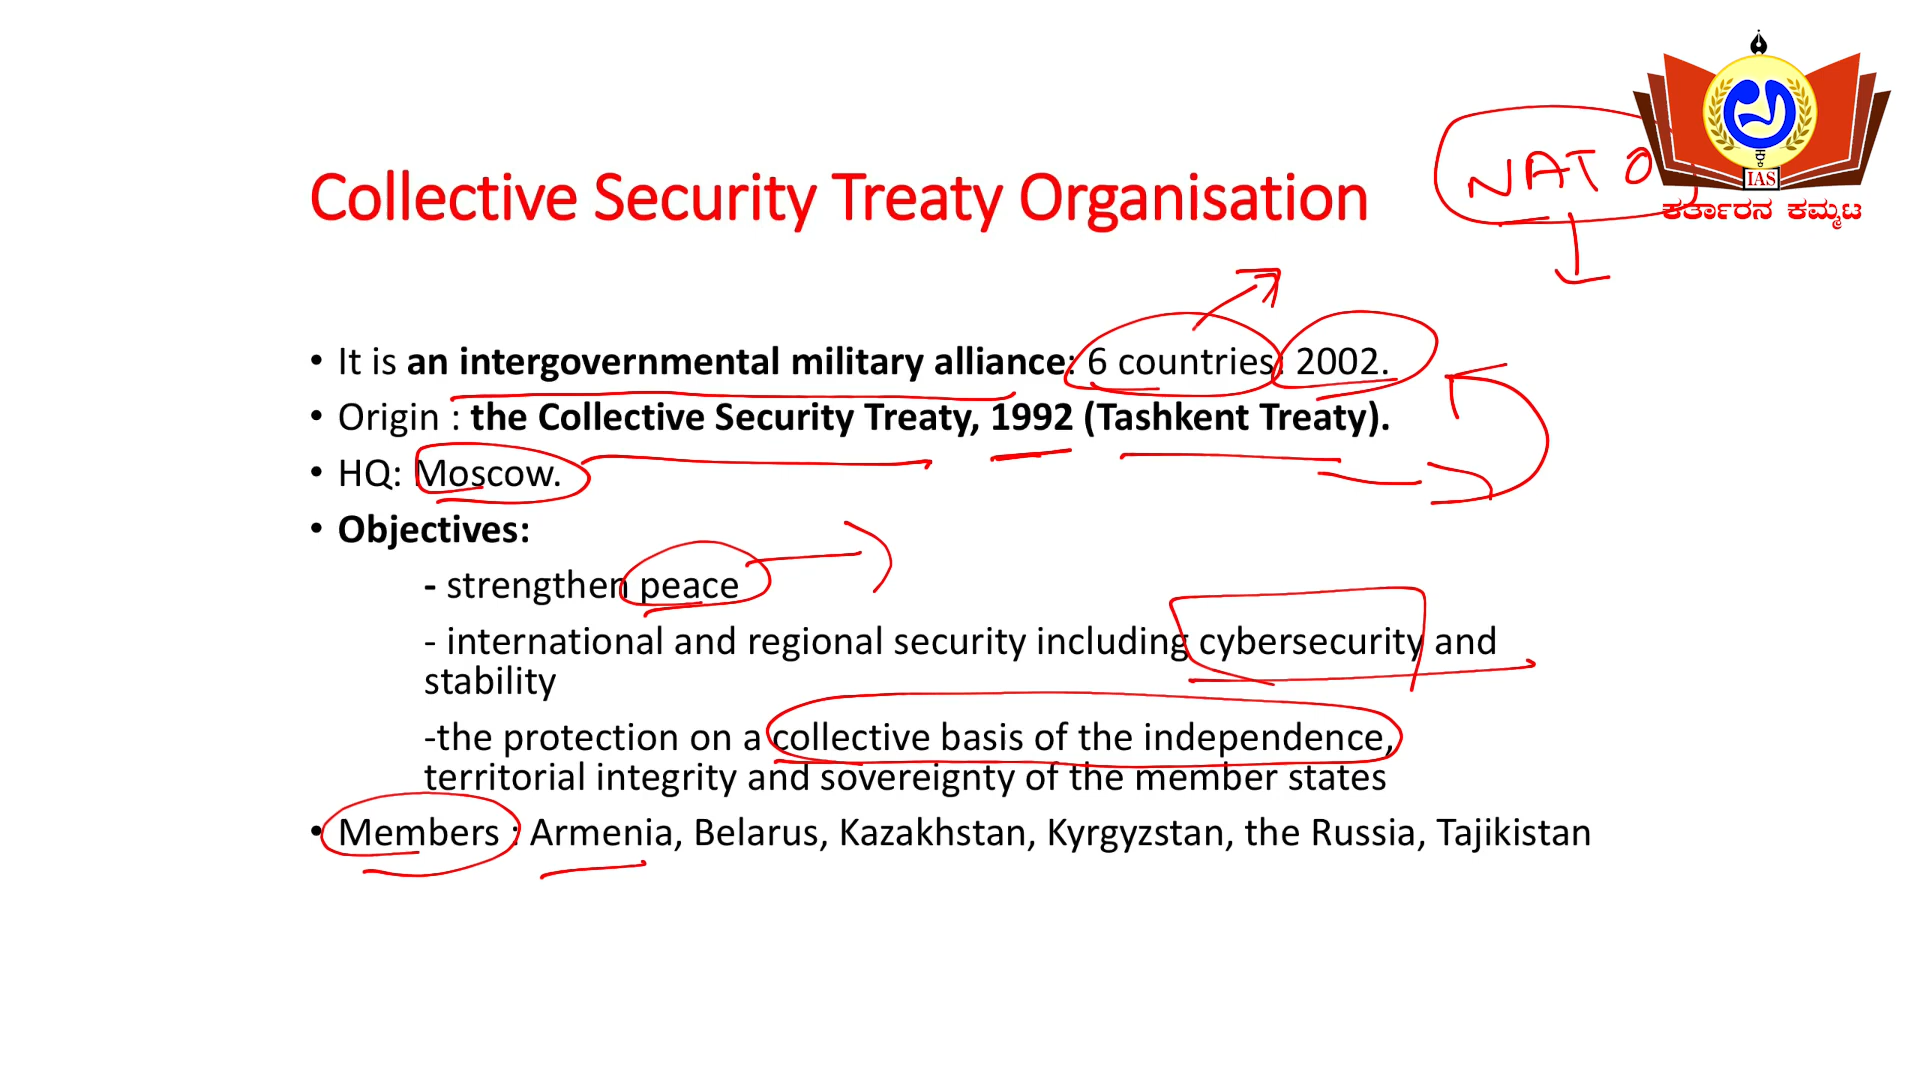 NATO
IAS
ಕರ್ತಾರನ ಕಮ್ಮಟ
Collective Security Treaty Organisation
• It is an intergovernmental military alliance: 6 countries: 2002.
• Origin : the Collective Security Treaty, 1992 (Tashkent Treaty).
• HQ: Moscow.
• Objectives:
- strengthen peace
- international and regional security including cybersecurity and
stability
-the protection on a collective basis of the independence,
territorial integrity and sovereignty of the member states
• Members : Armenia, Belarus, Kazakhstan, Kyrgyzstan, the Russia, Tajikistan